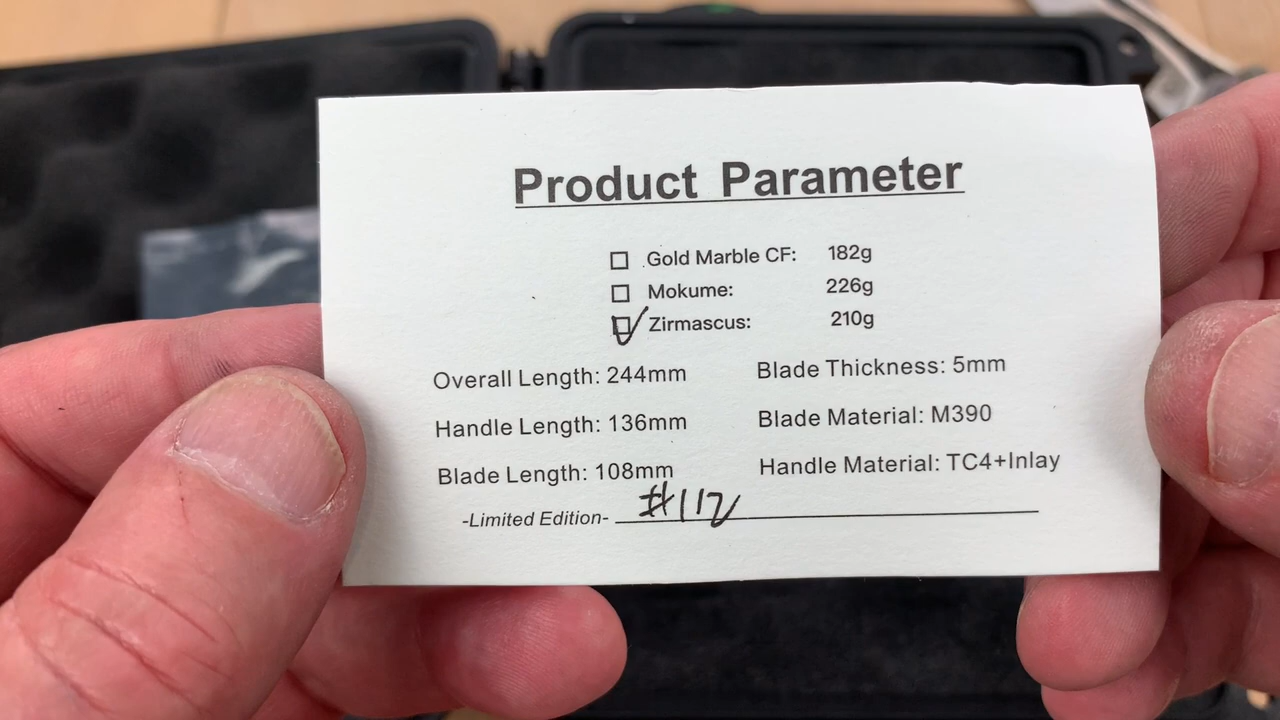 Product Parameter
Gold Marble CF: 182g
Mokume: 226g
Zirmascus: 210g
Overall Length: 244mm Blade Thickness: 5mm
Handle Length: 136mm Blade Material: M390
Blade Length: 108mm Handle Material: TC4+Inlay
-Limited Edition- #112